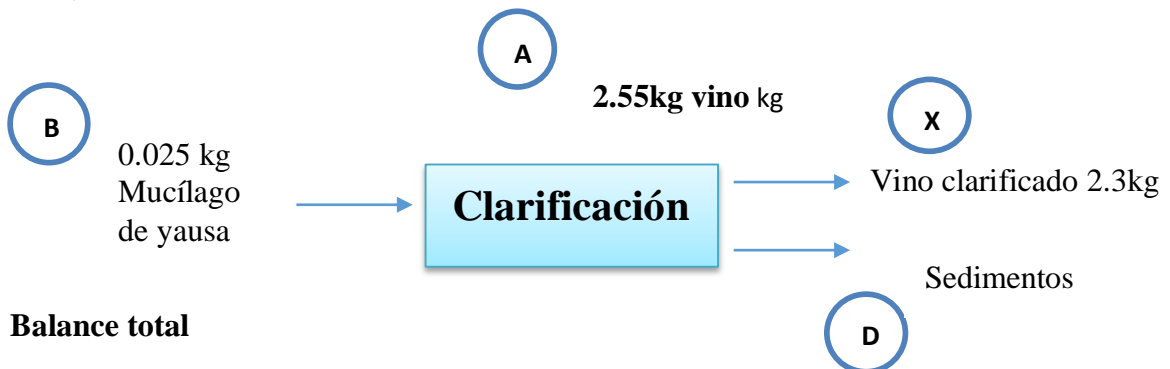 A
2.55kg vino kg
B
X
0.025 kg
Mucílago
de yausa
Clarificación
Vino clarificado 2.3kg
Sedimentos
Balance total
D